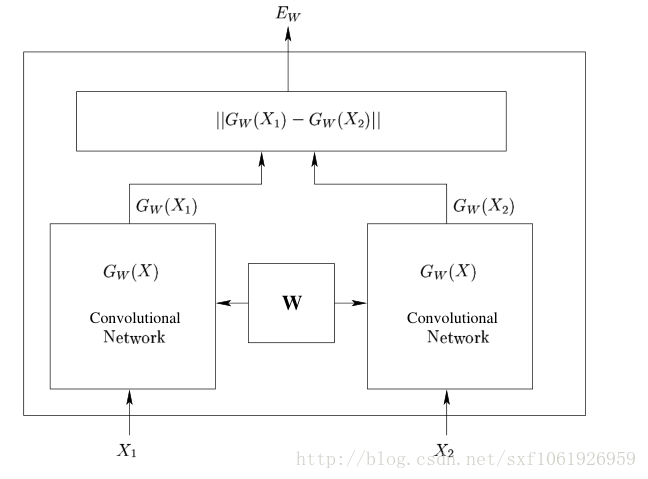 E_W
||G_W(X_1) − G_W(X_2)||
G_W(X_1)
G_W(X_2)
G_W(X)
Convolutional
Network
W
G_W(X)
Convolutional
Network
X_1
X_2
http://blog.csdn.net/sxf1061926959